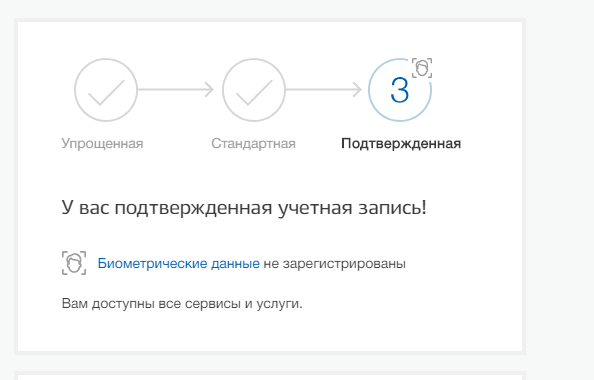 3
Упрощенная Стандартная Подтвержденная
У вас подтвержденная учетная запись!
Биометрические данные не зарегистрированы
Вам доступны все сервисы и услуги.